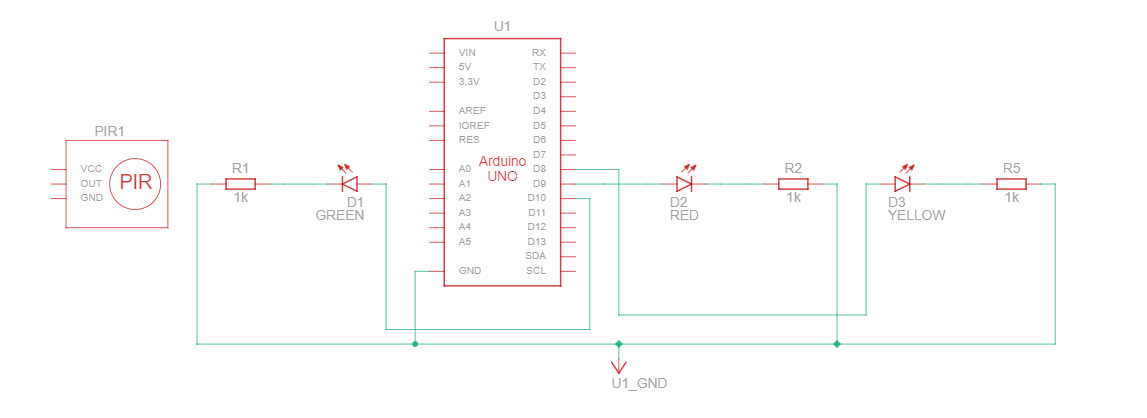 U1
VIN RX
5V TX
3.3V D2
D3
AREF D4
IOREF D5
RES D6
D7
A0 D8
A1 D9
A2 D10
A3 D11
A4 D12
A5 D13
SDA
GND SCL
Arduino
UNO
PIR1
VCC
OUT
GND
PIR
R1
1k
D1
GREEN
D2
RED
R2
1k
D3
YELLOW
R5
1k
U1_GND